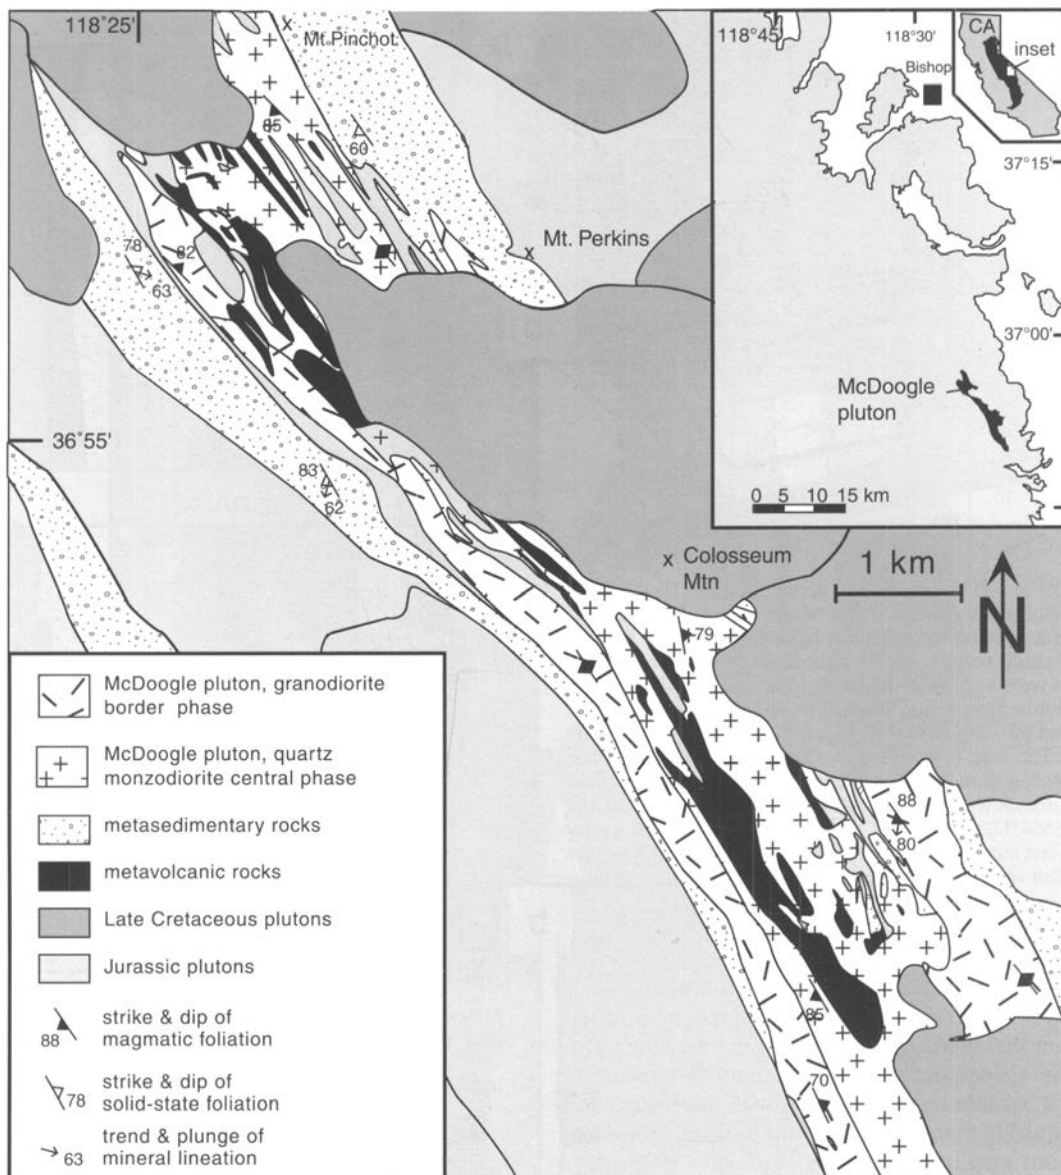 118°25'
Mt. Pinchot
65
60
78
82
63
Mt. Perkins
36°55'
83
62
x Colosseum
Mtn
79
88
80
85
70
1 km
N
118°45'
118°30'
CA
inset
Bishop
37°15'
37°00'
McDoogle
pluton
0 5 10 15 km
McDoogle pluton, granodiorite
border phase
McDoogle pluton, quartz
monzodiorite central phase
metasedimentary rocks
metavolcanic rocks
Late Cretaceous plutons
Jurassic plutons
strike & dip of
magmatic foliation
88
strike & dip of
solid-state foliation
78
trend & plunge of
mineral lineation
63